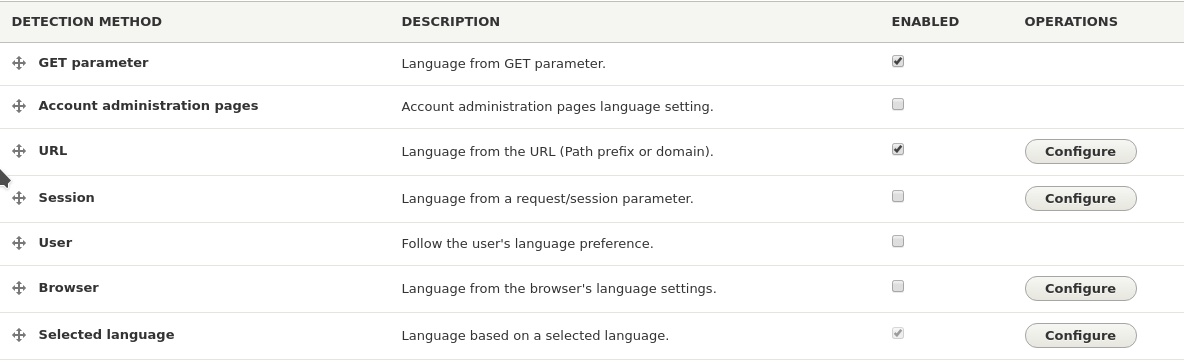 DETECTION METHOD DESCRIPTION ENABLED OPERATIONS
GET parameter Language from GET parameter.
Account administration pages Account administration pages language setting.
URL Language from the URL (Path prefix or domain). Configure
Session Language from a request/session parameter. Configure
User Follow the user's language preference.
Browser Language from the browser's language settings. Configure
Selected language Language based on a selected language. Configure